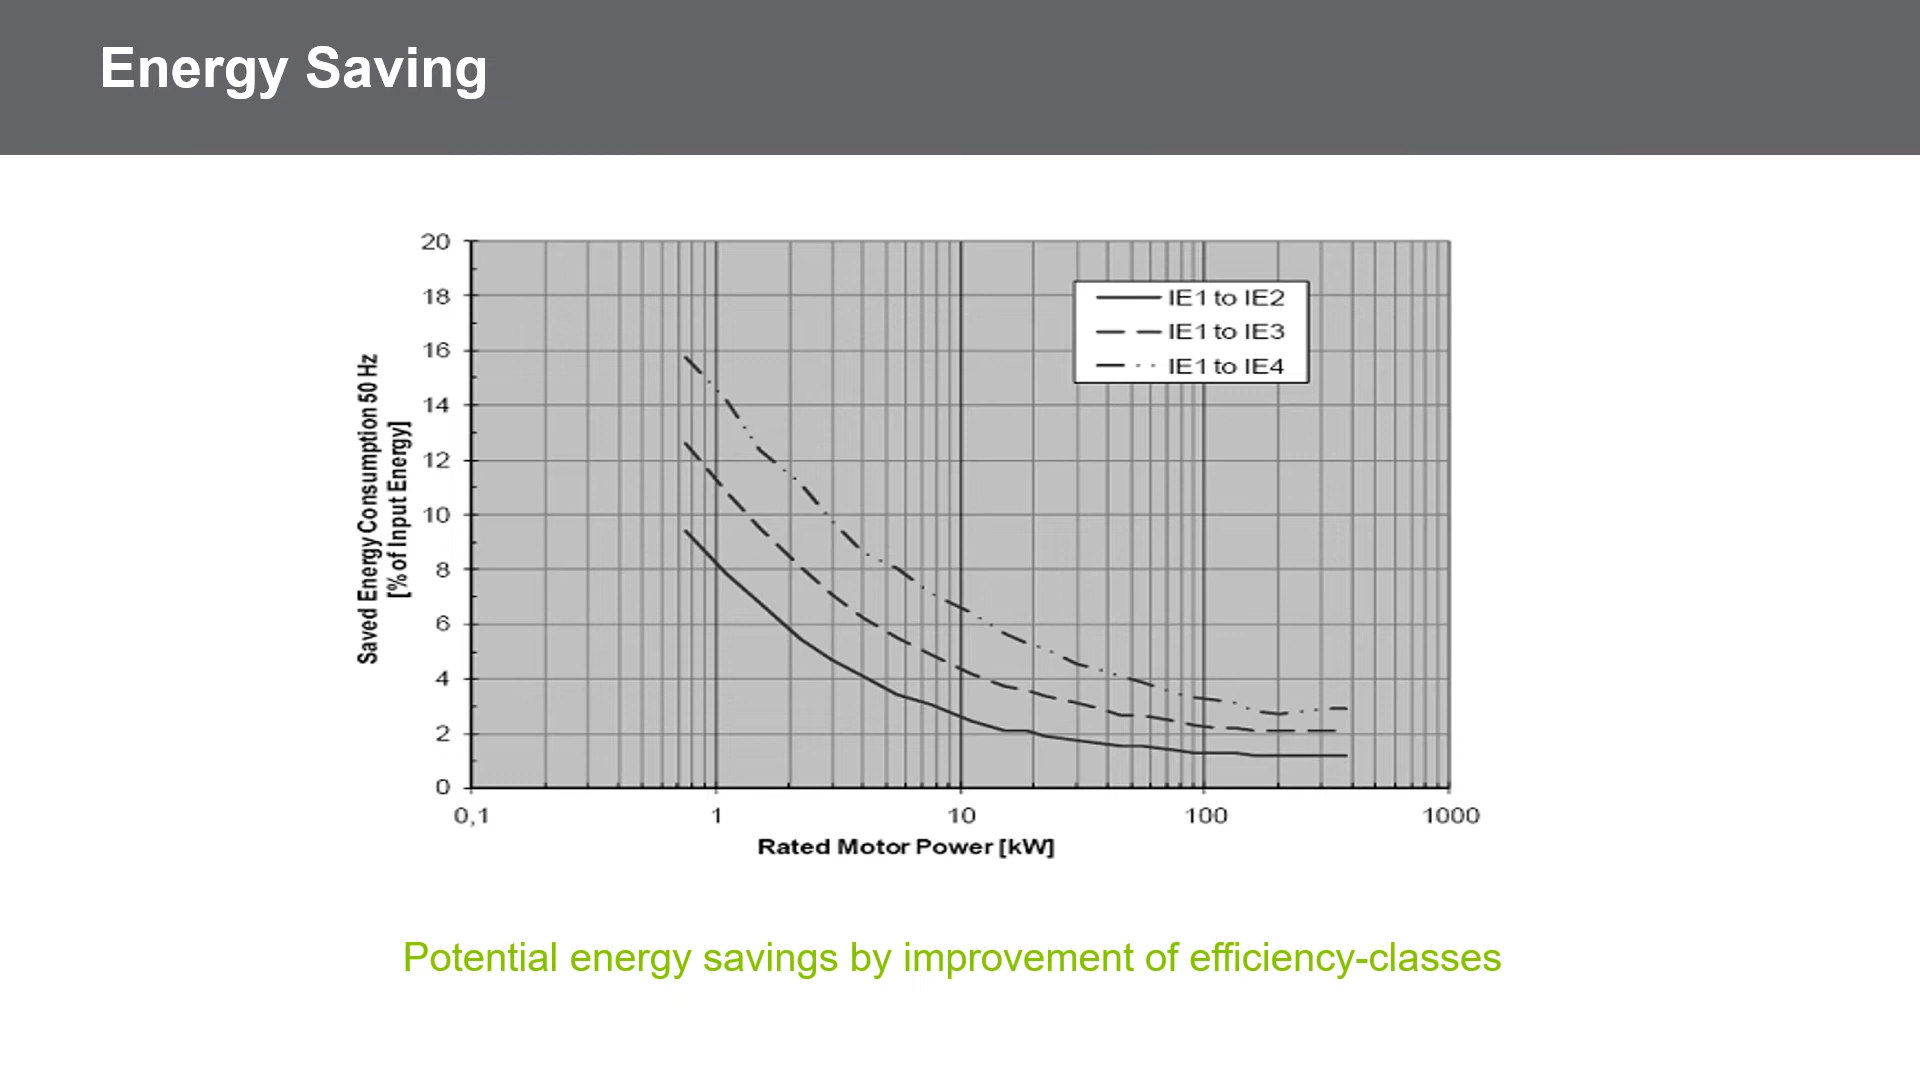 Energy Saving
20
18
16
14
12
10
8
6
4
2
0
Saved Energy Consumption 50 Hz
[% of Input Energy]
IE1 to IE2
IE1 to IE3
IE1 to IE4
0,1 1 10 100 1000
Rated Motor Power [kW]
Potential energy savings by improvement of efficiency-classes